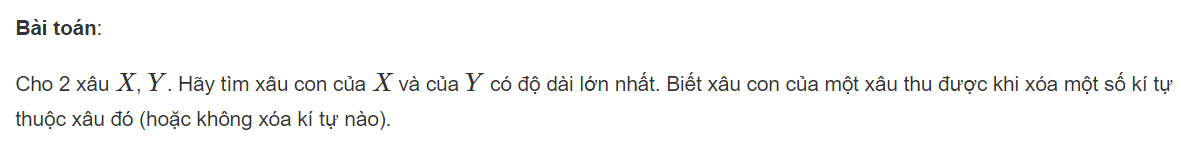 Bài toán:
Cho 2 xâu X, Y. Hãy tìm xâu con của X và của Y có độ dài lớn nhất. Biết xâu con của một xâu thu được khi xóa một số kí tự
thuộc xâu đó (hoặc không xóa kí tự nào).